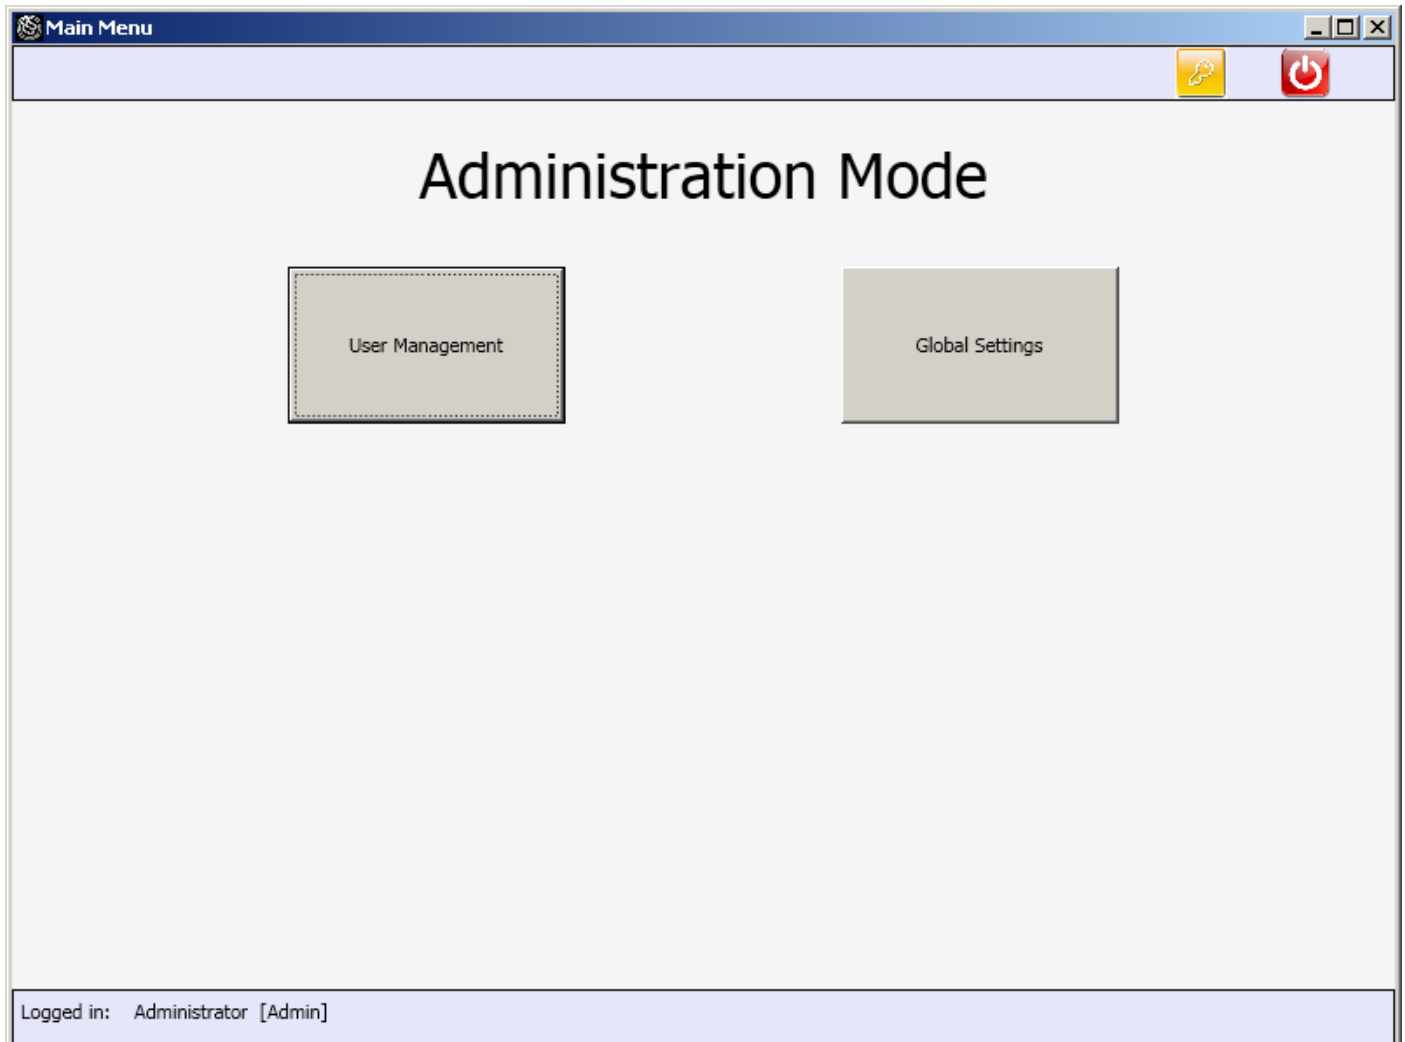 Main Menu
Administration Mode
User Management
Global Settings
Logged in: Administrator [Admin]